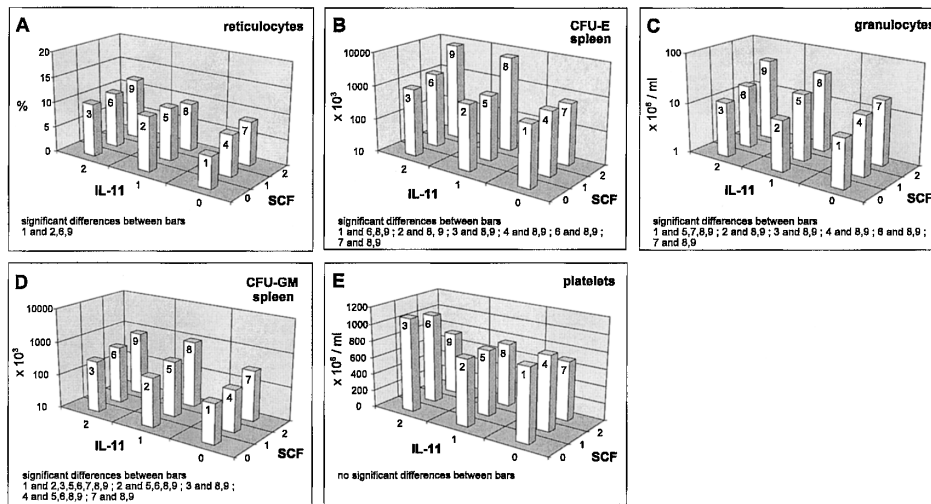 A
reticulocytes
20
15
%
10
5
0
3
6
9
2
5
8
1
4
7
2
1
0
IL-11
0
1
2
SCF
significant differences between bars
1 and 2,6,9
B
CFU-E
spleen
10000
1000
x 10³
100
10
3
6
9
2
5
8
1
4
7
2
1
0
IL-11
0
1
2
SCF
significant differences between bars
1 and 6,8,9 ; 2 and 8, 9 ; 3 and 8,9 ; 4 and 8,9 ; 6 and 8,9 ;
7 and 8,9
C
granulocytes
100
x 10⁶ / ml
10
1
3
6
9
2
5
8
1
4
7
2
1
0
IL-11
0
1
2
SCF
significant differences between bars
1 and 5,7,8,9 ; 2 and 8,9 ; 3 and 8,9 ; 4 and 8,9 ; 6 and 8,9 ;
7 and 8,9
D
CFU-GM
spleen
10000
1000
x 10³
100
10
3
6
9
2
5
8
1
4
7
2
1
0
IL-11
0
1
2
SCF
significant differences between bars
1 and 2,3,5,6,7,8,9 ; 2 and 5,6,8,9 ; 3 and 8,9 ;
4 and 5,6,8,9 ; 7 and 8,9
E
platelets
1200
1000
800
x 10⁶ / ml
600
400
200
0
3
6
9
2
5
8
1
4
7
2
1
0
IL-11
0
1
2
SCF
no significant differences between bars